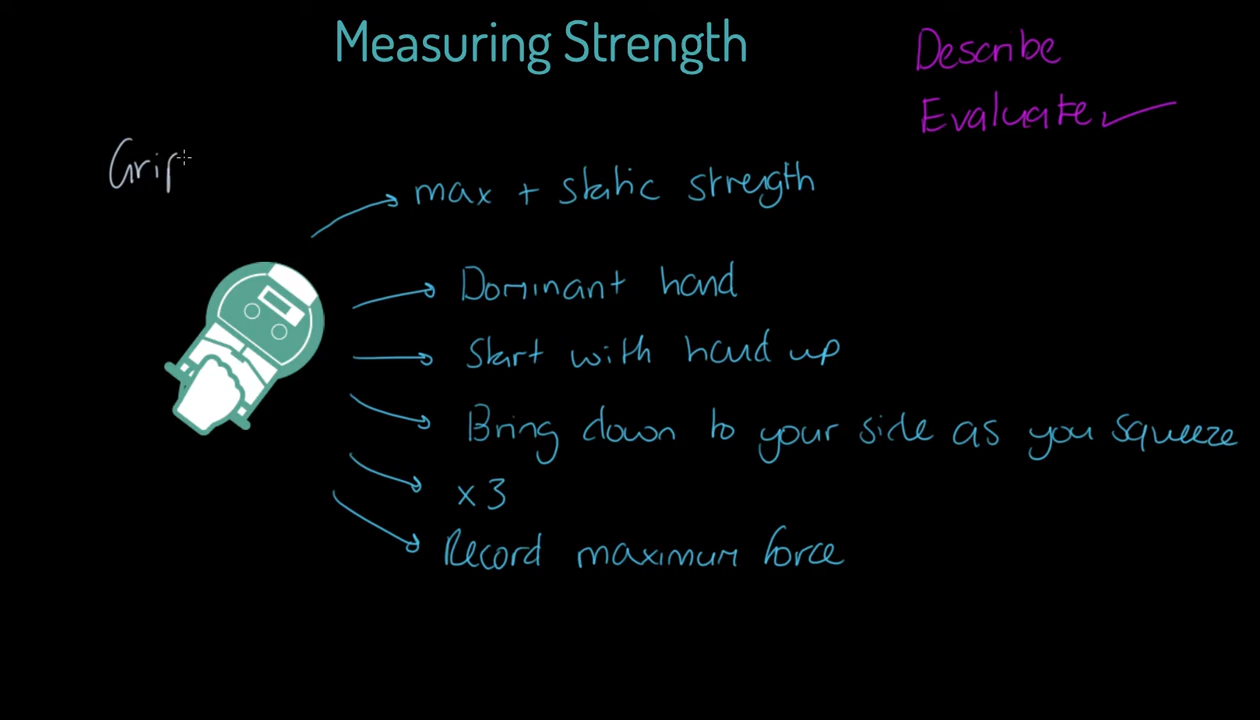 Measuring Strength
Describe
Evaluate ✓
Grip
max + static strength
Dominant hand
Start with hand up
Bring down to your side as you squeeze
x 3
Record maximum force